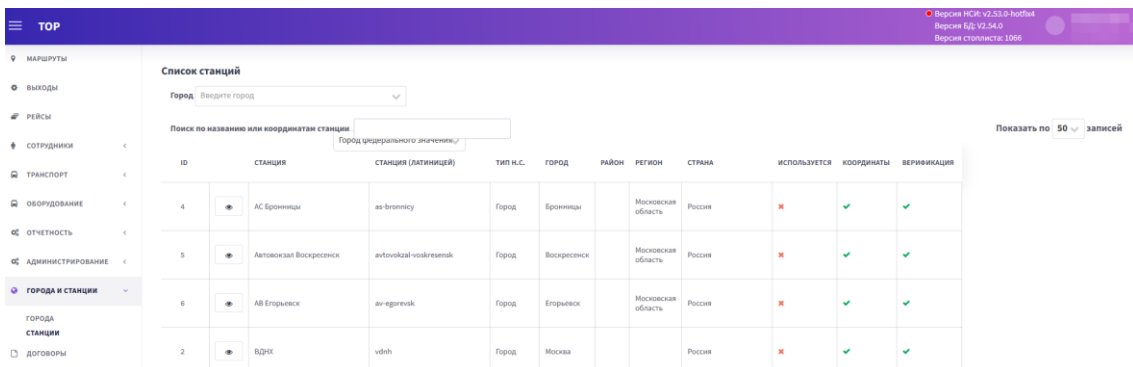 TOP
Версия НСИ: v2.53.0-hotfix4
Версия БД: V2.54.0
Версия столлиста: 1066
МАРШРУТЫ
ВЫХОДЫ
РЕЙСЫ
СОТРУДНИКИ
ТРАНСПОРТ
ОБОРУДОВАНИЕ
ОТЧЕТНОСТЬ
АДМИНИСТРИРОВАНИЕ
ГОРОДА И СТАНЦИИ
ГОРОДА
СТАНЦИИ
ДОГОВОРЫ
Список станций
Город Введите город
Поиск по названию или координатам станции
Город федерального значения
Показать по 50 записей
ID СТАНЦИЯ СТАНЦИЯ (ЛАТИНИЦЕЙ) ТИП Н.С. ГОРОД РАЙОН РЕГИОН СТРАНА ИСПОЛЬЗУЕТСЯ КООРДИНАТЫ ВЕРИФИКАЦИЯ
4 АС Бронницы as-bronnicy Город Бронницы Московская область Россия
5 Автовокзал Воскресенск avtovokzal-voskresensk Город Воскресенск Московская область Россия
6 АВ Егорьевск av-egorevsk Город Егорьевск Московская область Россия
2 ВДНХ vdnh Город Москва Россия